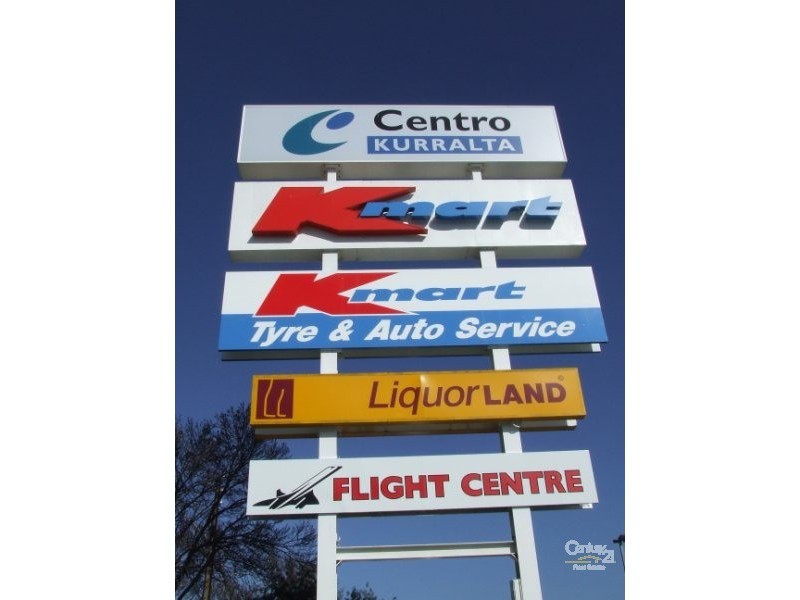 Centro
KURRALTA
Kmart
Kmart
Tyre & Auto Service
LIQUORLAND®
FLIGHT CENTRE
Century 21